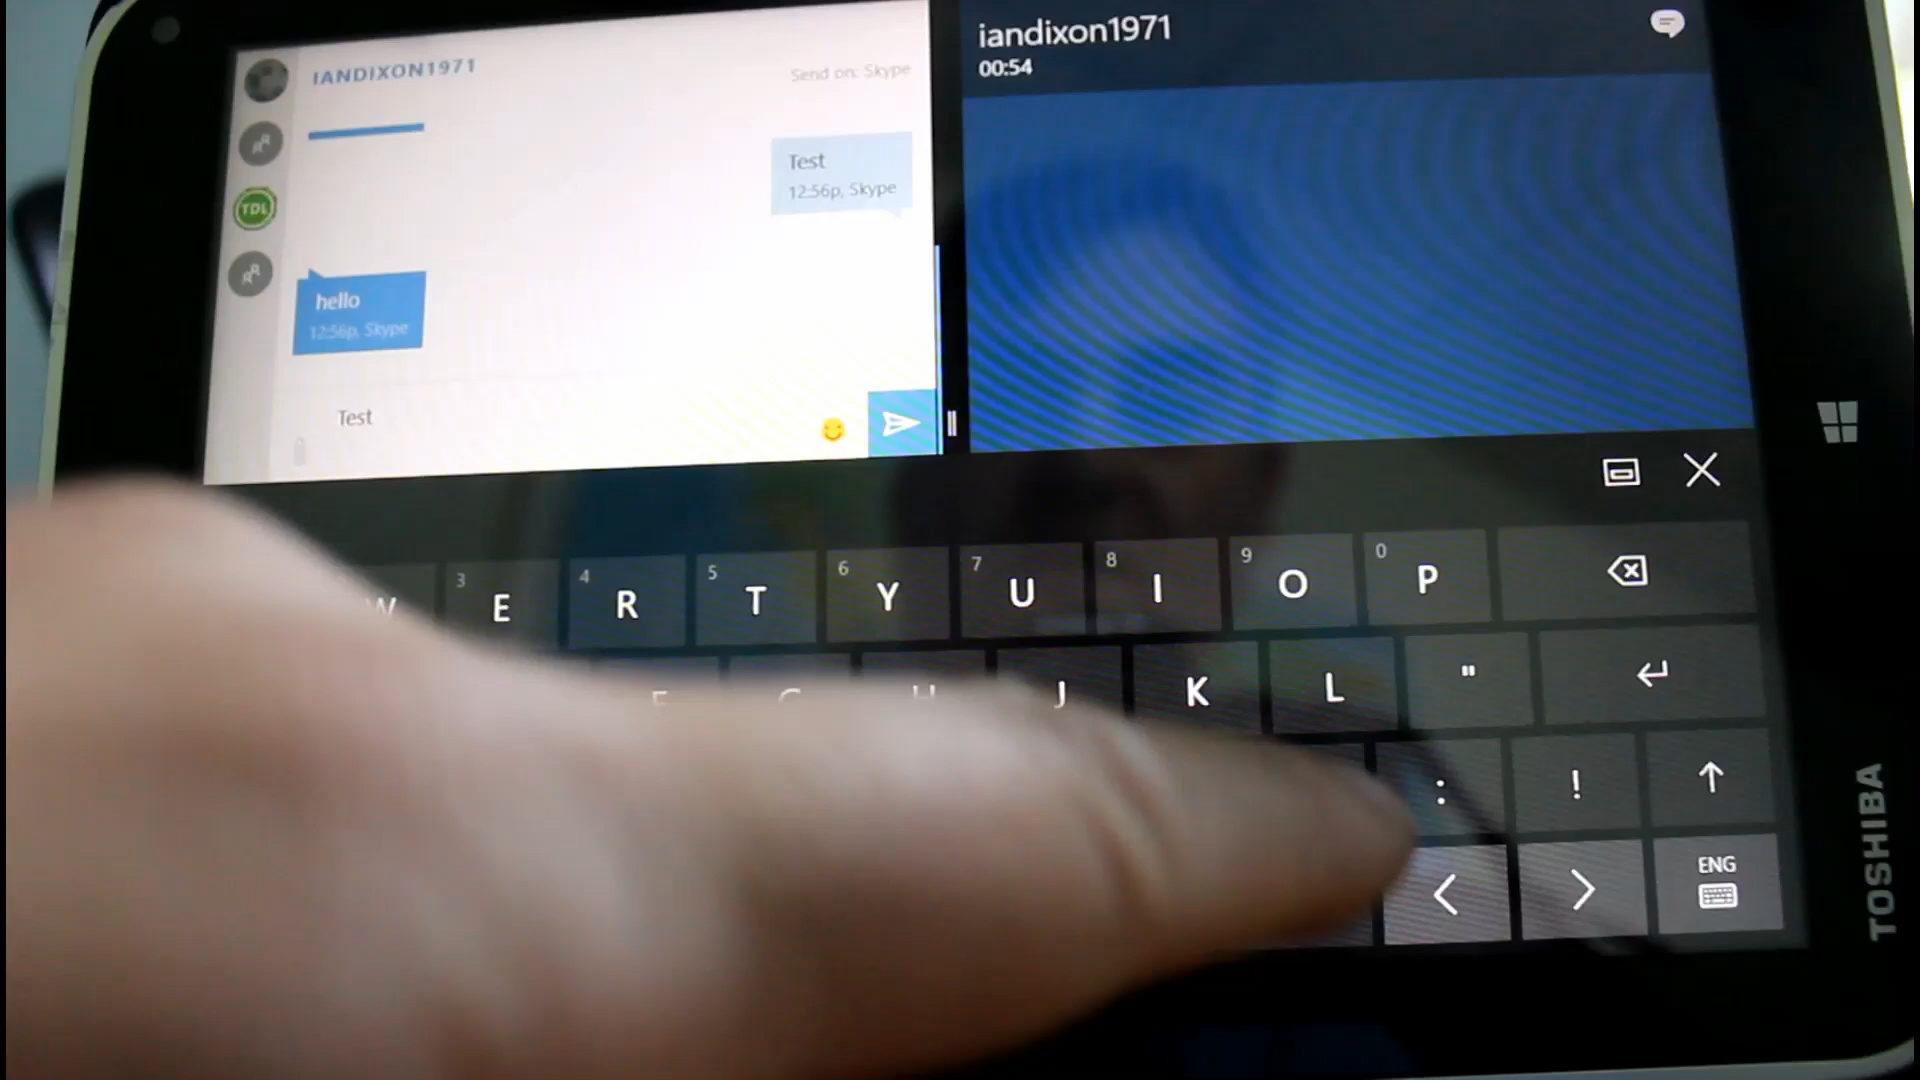 IANDIXON1971
Send on: Skype
Test
12:56p, Skype
TDL
hello
12:56p, Skype
Test
iandixon1971
00:54
W
3 E
4 R
5 T
6 Y
7 U
8 I
9 O
0 P
J
K
L
"
:
!
ENG
TOSHIBA